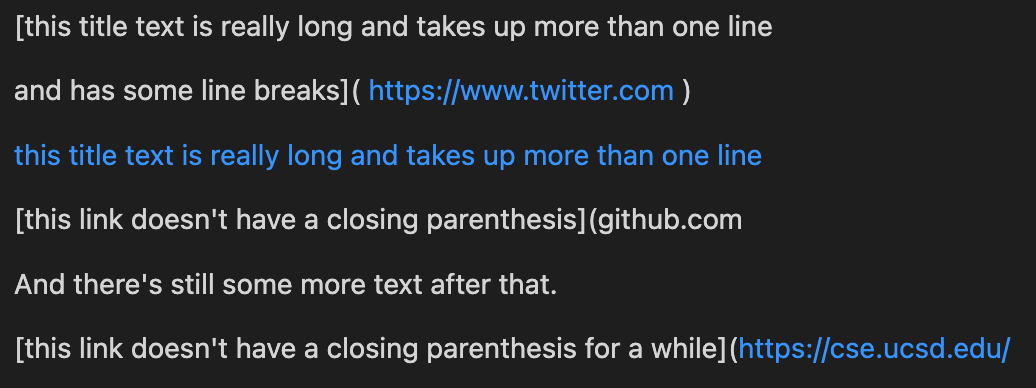 [this title text is really long and takes up more than one line
and has some line breaks]( https://www.twitter.com )
this title text is really long and takes up more than one line
[this link doesn't have a closing parenthesis](github.com
And there's still some more text after that.
[this link doesn't have a closing parenthesis for a while](https://cse.ucsd.edu/